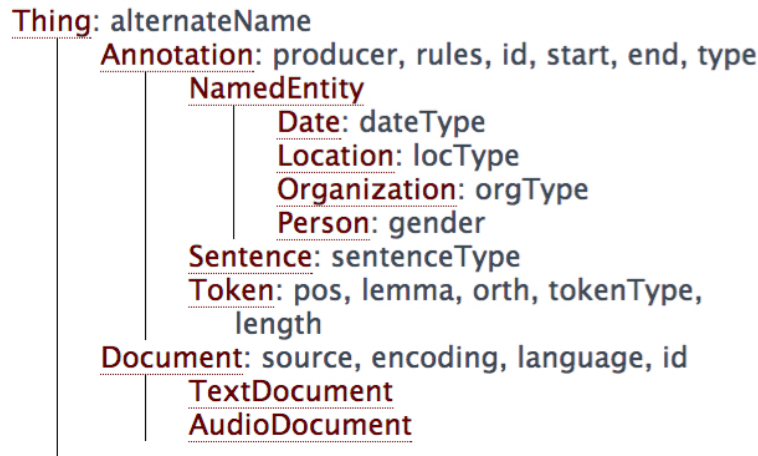 Thing: alternateName
Annotation: producer, rules, id, start, end, type
NamedEntity
Date: dateType
Location: locType
Organization: orgType
Person: gender
Sentence: sentenceType
Token: pos, lemma, orth, tokenType,
length
Document: source, encoding, language, id
TextDocument
AudioDocument